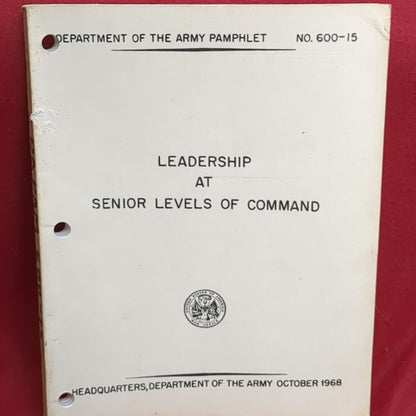 DEPARTMENT OF THE ARMY PAMPHLET NO. 600-15
LEADERSHIP
AT
SENIOR LEVELS OF COMMAND
HEADQUARTERS, DEPARTMENT OF THE ARMY OCTOBER 1968